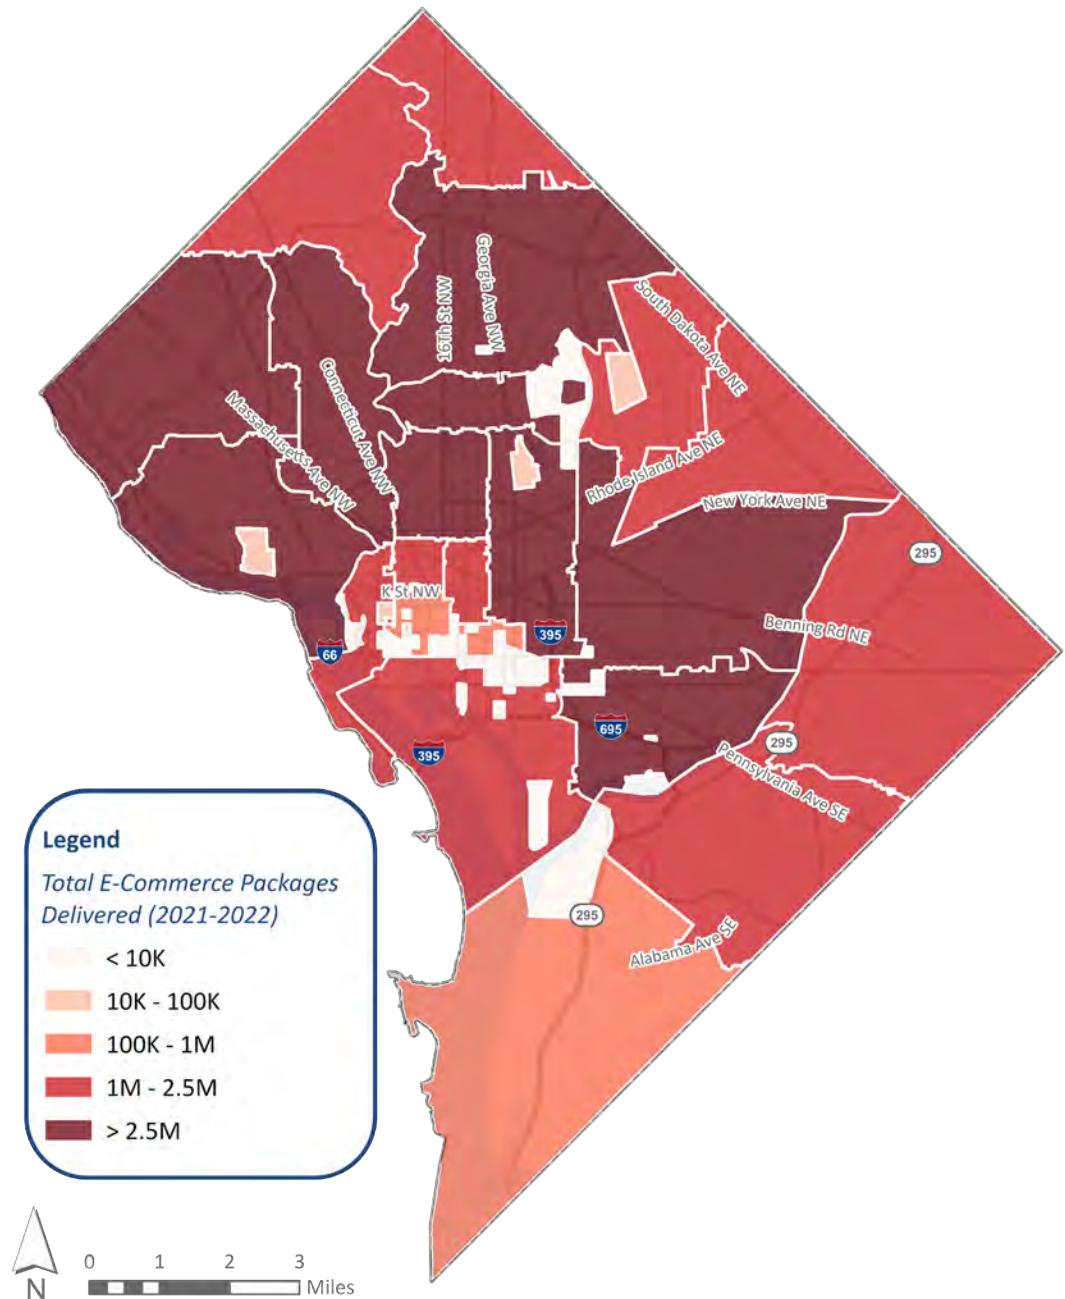 Georgia Ave NW
16Th St NW
South Dakota Ave NE
Connecticut Ave NW
Massachusetts Ave NW
Rhode Island Ave NE
New York Ave NE
295
K St NW
395
Benning Rd NE
66
695
295
395
Pennsylvania Ave SE
295
Alabama Ave SE
Legend
Total E-Commerce Packages
Delivered (2021-2022)
< 10K
10K - 100K
100K - 1M
1M - 2.5M
> 2.5M
0 1 2 3
Miles
N